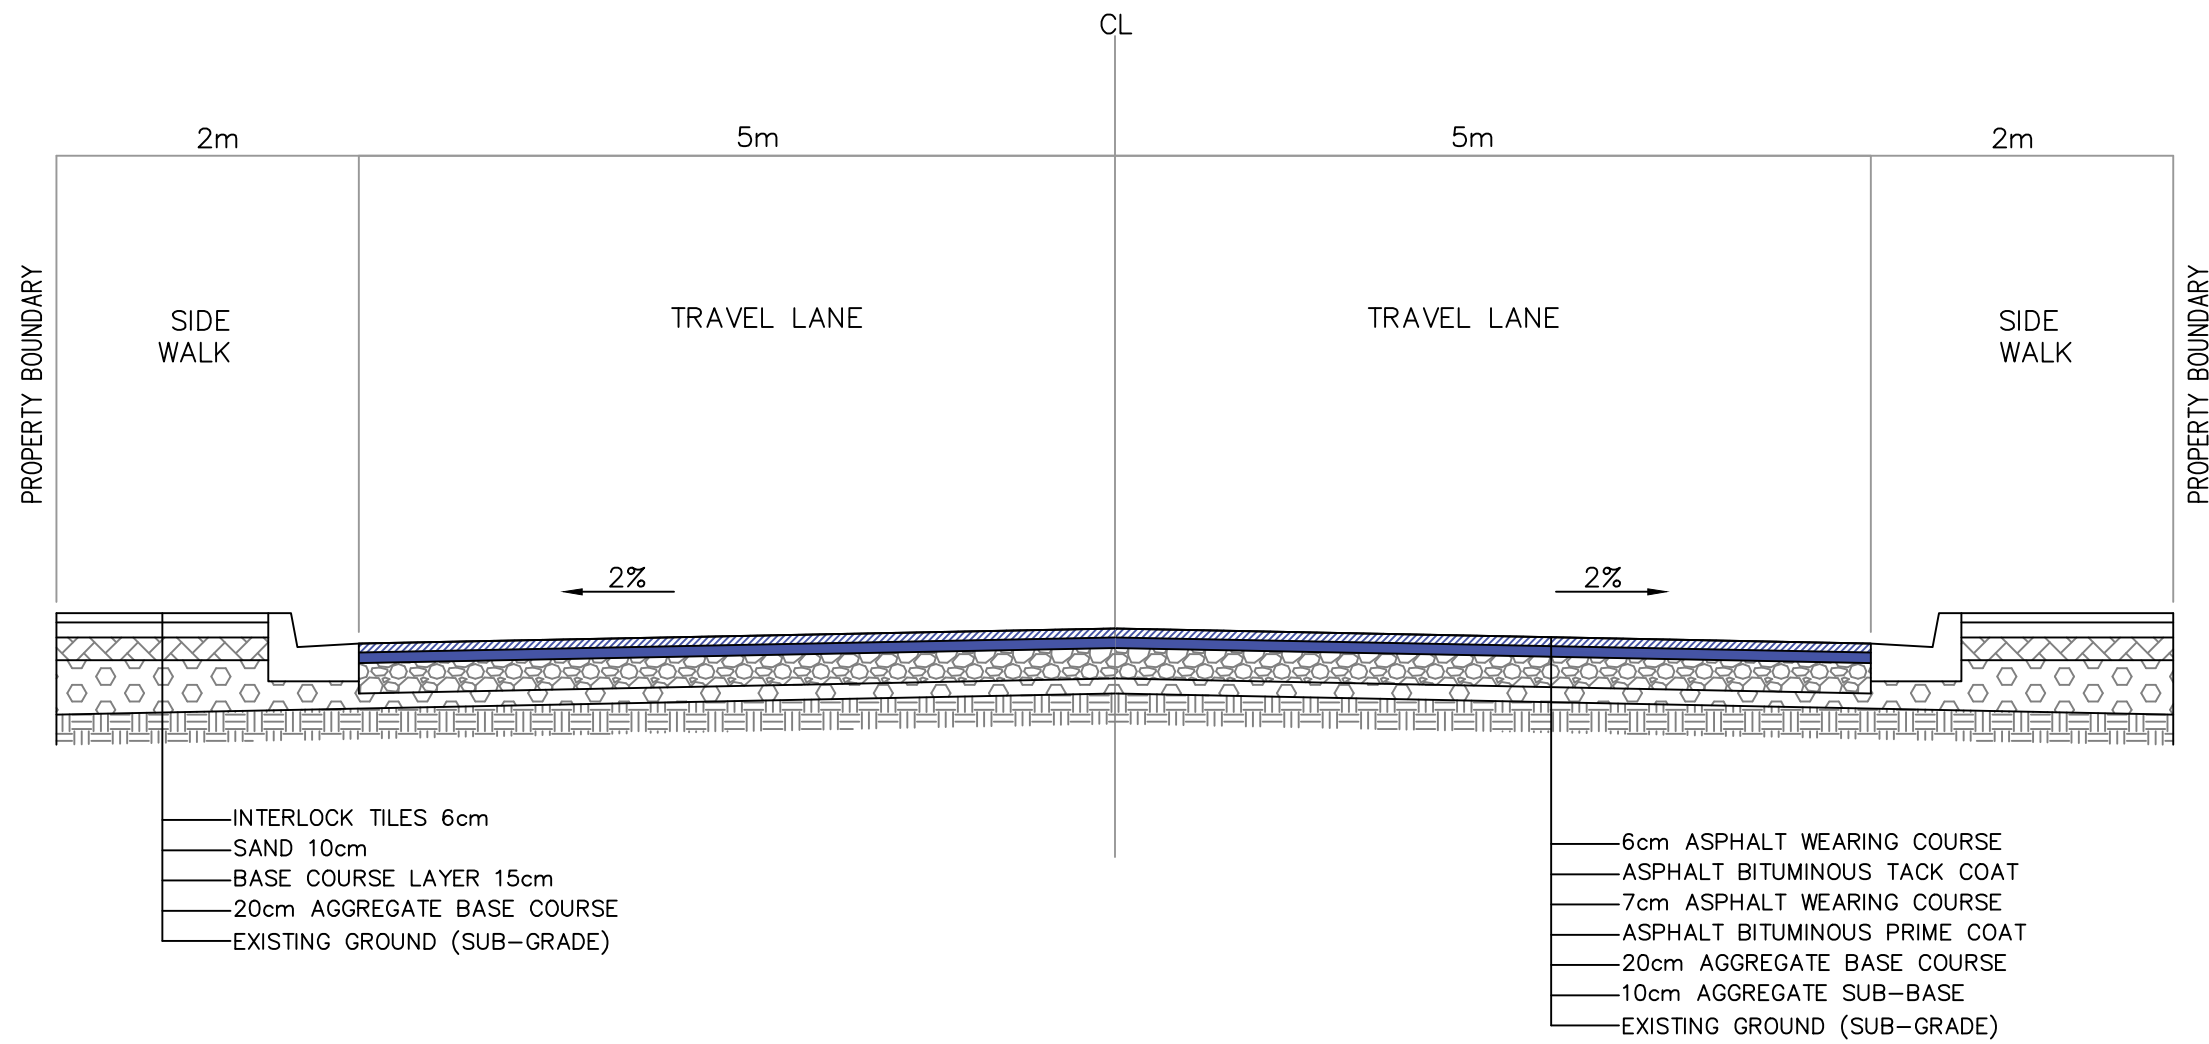 CL
2m
5m
5m
2m
PROPERTY BOUNDARY
SIDE
WALK
TRAVEL LANE
TRAVEL LANE
SIDE
WALK
PROPERTY BOUNDARY
2%
2%
INTERLOCK TILES 6cm
SAND 10cm
BASE COURSE LAYER 15cm
20cm AGGREGATE BASE COURSE
EXISTING GROUND (SUB-GRADE)
6cm ASPHALT WEARING COURSE
ASPHALT BITUMINOUS TACK COAT
7cm ASPHALT WEARING COURSE
ASPHALT BITUMINOUS PRIME COAT
20cm AGGREGATE BASE COURSE
10cm AGGREGATE SUB-BASE
EXISTING GROUND (SUB-GRADE)